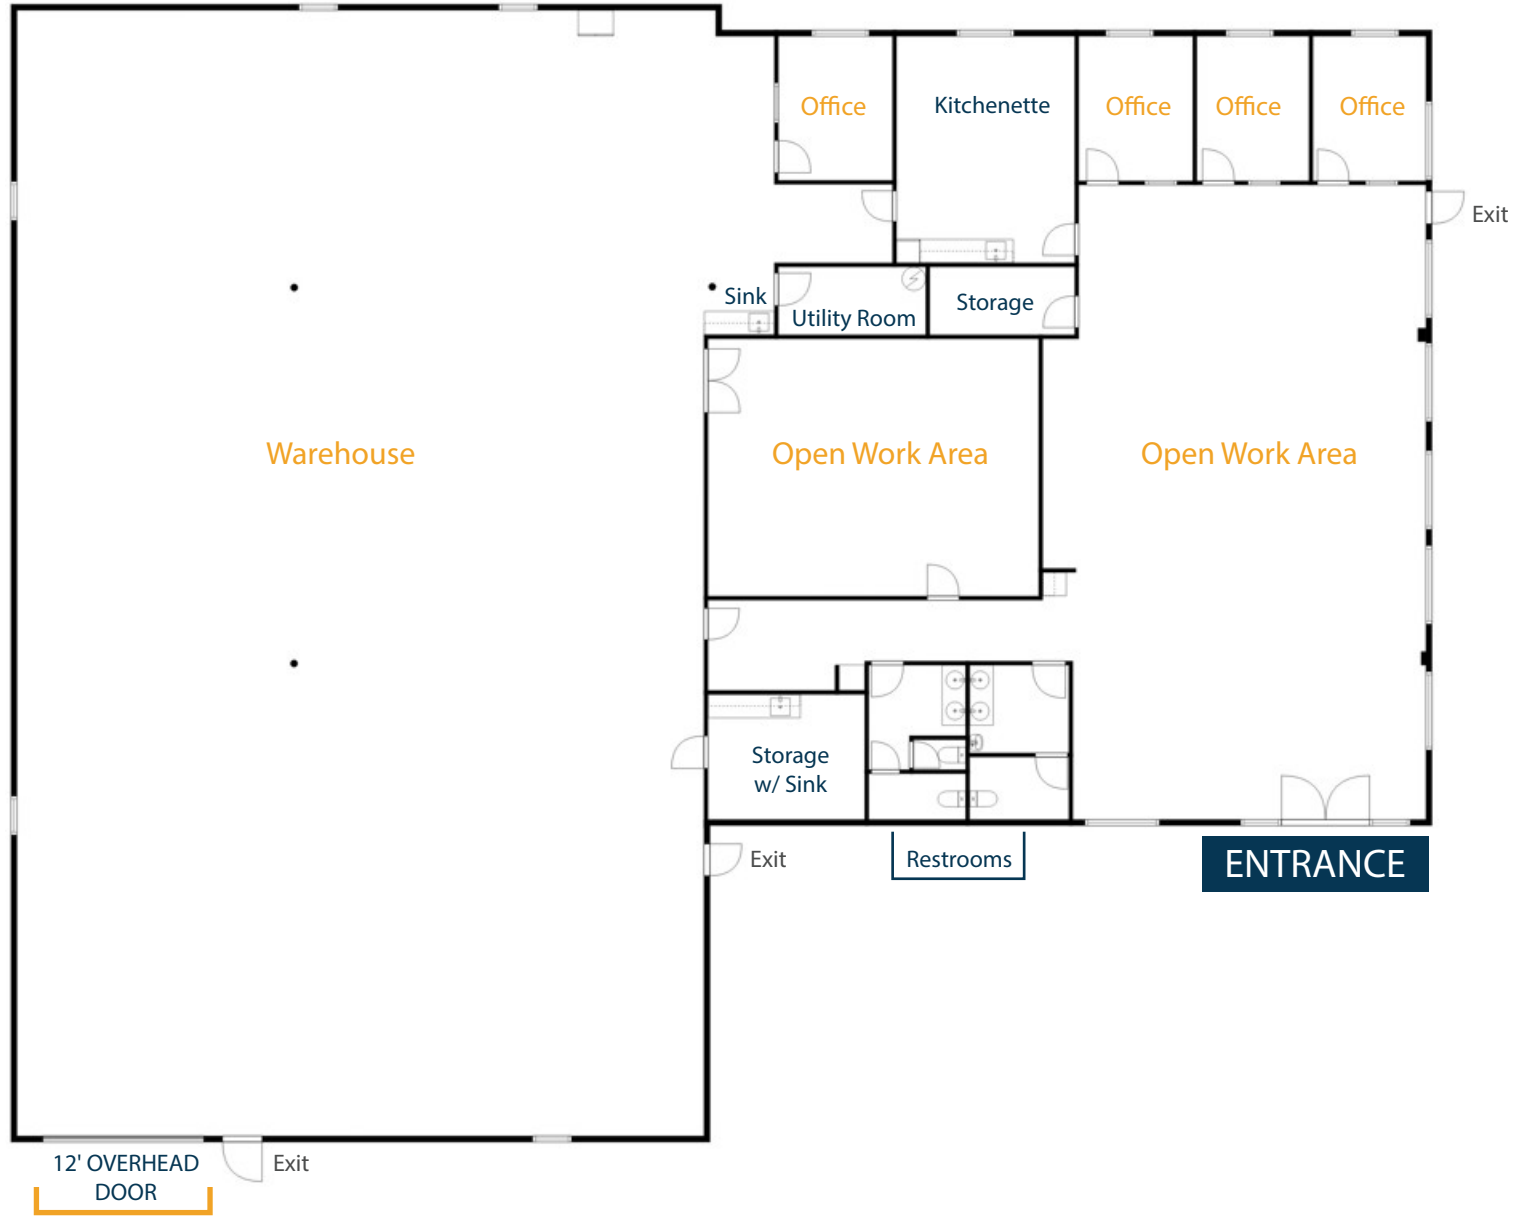 Office
Kitchenette
Office
Office
Office
Exit
Sink
Utility Room
Storage
Warehouse
Open Work Area
Open Work Area
Storage
w/ Sink
Exit
Restrooms
ENTRANCE
12' OVERHEAD
DOOR
Exit